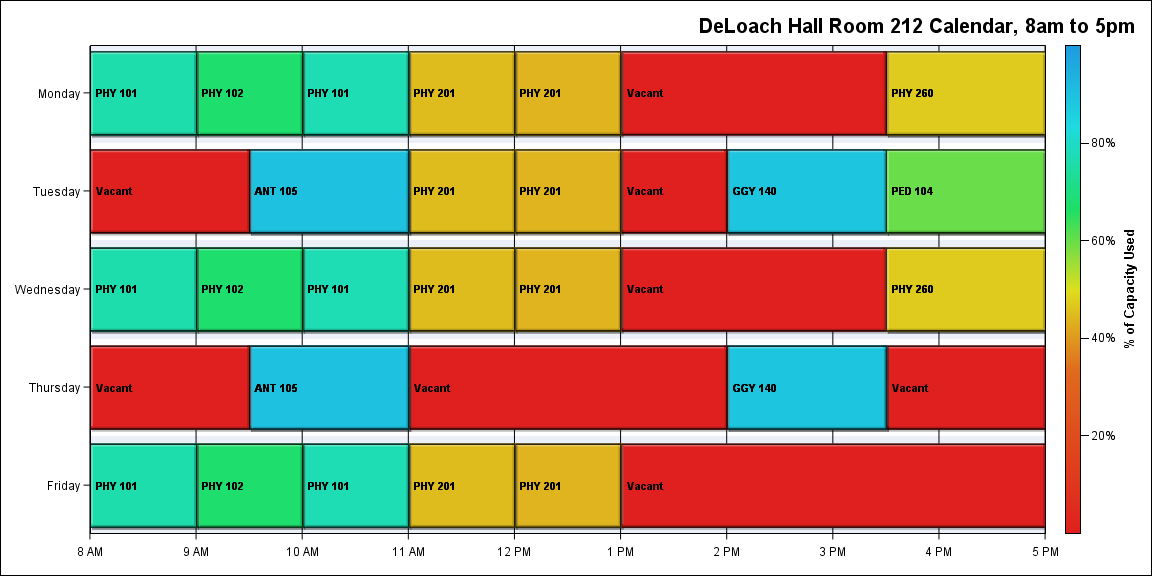 DeLoach Hall Room 212 Calendar, 8am to 5pm
Monday
PHY 101
PHY 102
PHY 101
PHY 201
PHY 201
Vacant
PHY 260
Tuesday
Vacant
ANT 105
PHY 201
PHY 201
Vacant
GGY 140
PED 104
Wednesday
PHY 101
PHY 102
PHY 101
PHY 201
PHY 201
Vacant
PHY 260
Thursday
Vacant
ANT 105
Vacant
GGY 140
Vacant
Friday
PHY 101
PHY 102
PHY 101
PHY 201
PHY 201
Vacant
8 AM
9 AM
10 AM
11 AM
12 PM
1 PM
2 PM
3 PM
4 PM
5 PM
80%
60%
40%
20%
% of Capacity Used